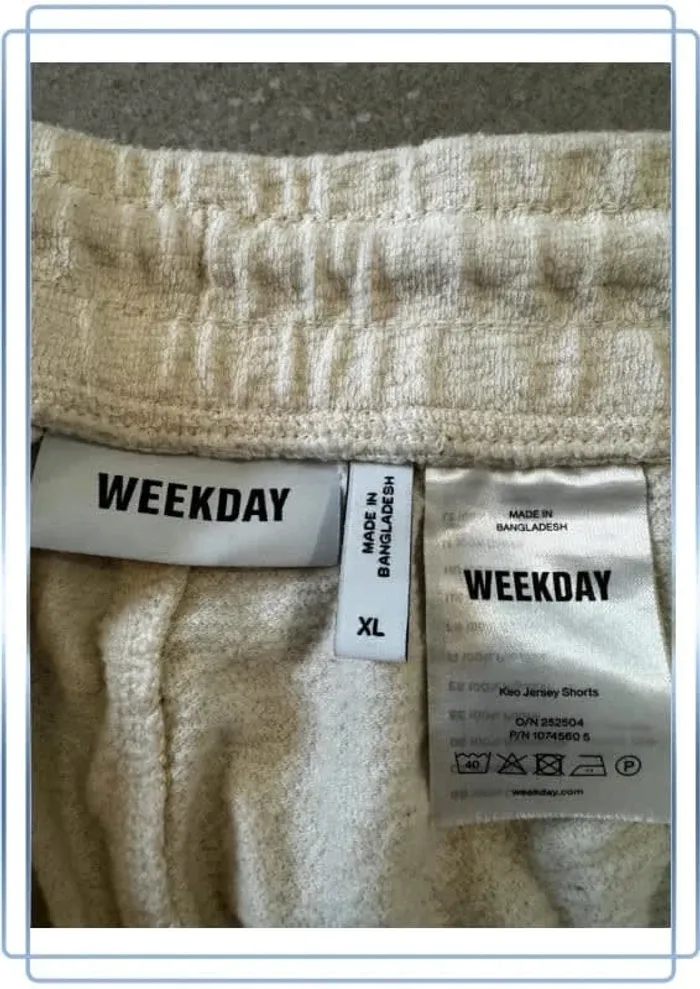 WEEKDAY
MADE IN
BANGLADESH
XL
MADE IN
BANGLADESH
WEEKDAY
Keo Jersey Shorts
O/N 252504
P/N 1074560 5
40
P
weekday.com